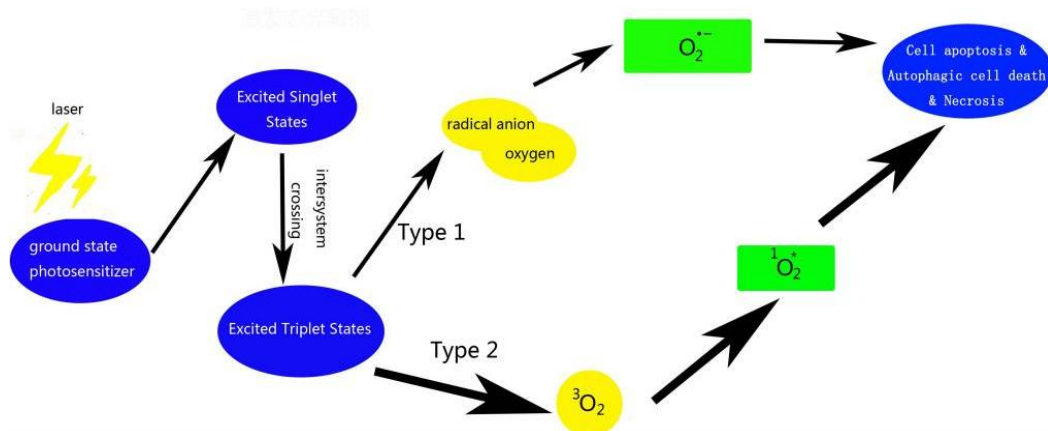 laser
ground state
photosensitizer
Excited Singlet
States
intersystem
crossing
Excited Triplet States
Type 1
radical anion
oxygen
O₂•−
Type 2
³O₂
¹O₂*
Cell apoptosis &
Autophagic cell death
& Necrosis